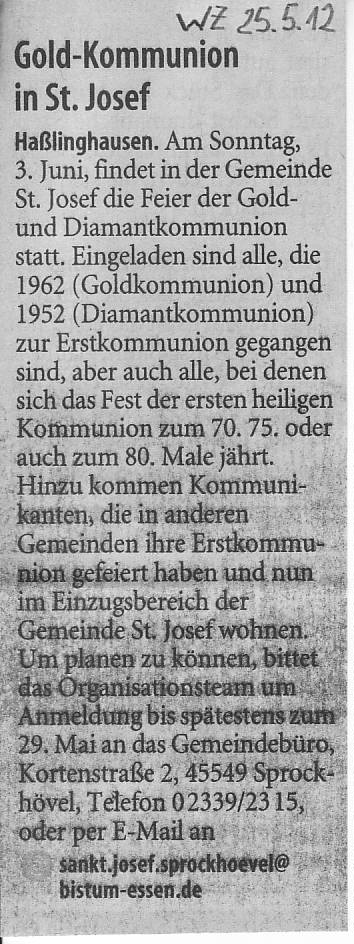 WZ 25.5.12
Gold-Kommunion
in St. Josef
Haßlinghausen. Am Sonntag,
3. Juni, findet in der Gemeinde
St. Josef die Feier der Gold-
und Diamantkommunion
statt. Eingeladen sind alle, die
1962 (Goldkommunion) und
1952 (Diamantkommunion)
zur Erstkommunion gegangen
sind, aber auch alle, bei denen
sich das Fest der ersten heiligen
Kommunion zum 70. 75. oder
auch zum 80. Male jährt.
Hinzu kommen Kommuni-
kanten, die in anderen
Gemeinden ihre Erstkommu-
nion gefeiert haben und nun
im Einzugsbereich der
Gemeinde St. Josef wohnen.
Um planen zu können, bittet
das Organisationsteam um
Anmeldung bis spätestens zum
29. Mai an das Gemeindebüro,
Kortenstraße 2, 45549 Sprock-
hövel, Telefon 0 2339/23 15,
oder per E-Mail an
sankt.josef.sprockhoevel@
bistum-essen.de